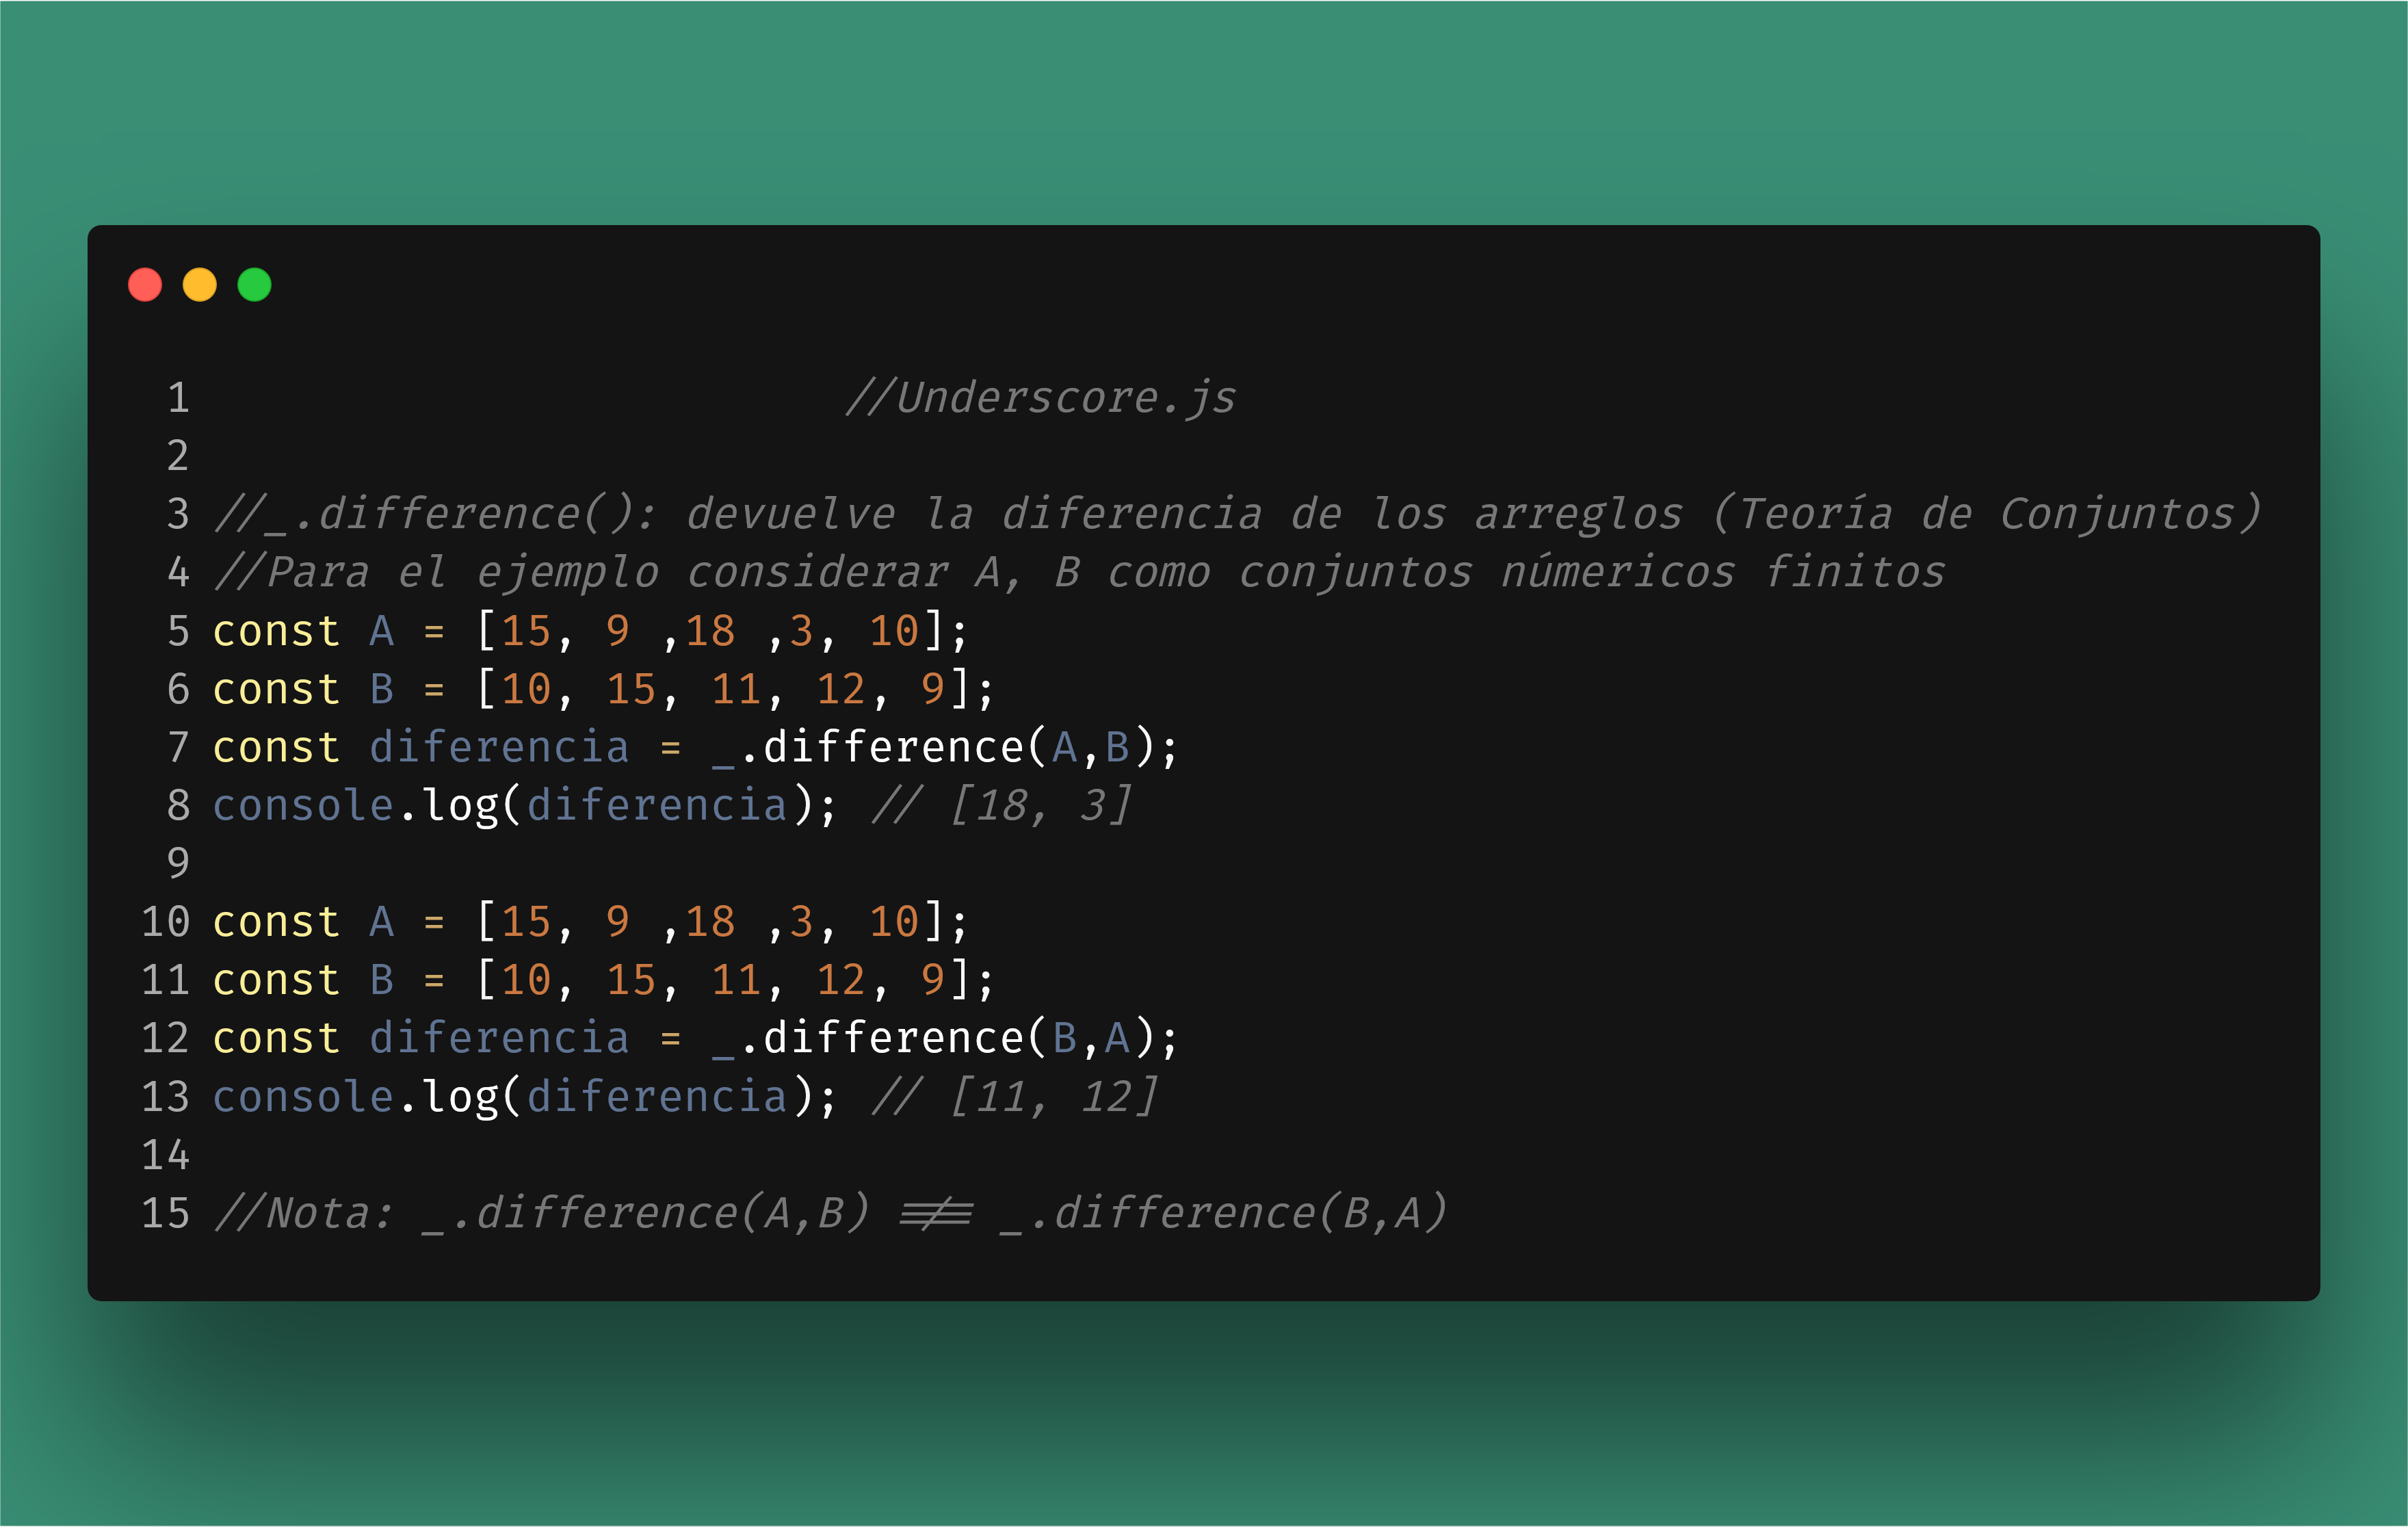 1 //Underscore.js
2
3 //_.difference(): devuelve la diferencia de los arreglos (Teoría de Conjuntos)
4 //Para el ejemplo considerar A, B como conjuntos númericos finitos
5 const A = [15, 9 ,18 ,3, 10];
6 const B = [10, 15, 11, 12, 9];
7 const diferencia = _.difference(A,B);
8 console.log(diferencia); // [18, 3]
9
10 const A = [15, 9 ,18 ,3, 10];
11 const B = [10, 15, 11, 12, 9];
12 const diferencia = _.difference(B,A);
13 console.log(diferencia); // [11, 12]
14
15 //Nota: _.difference(A,B) !== _.difference(B,A)